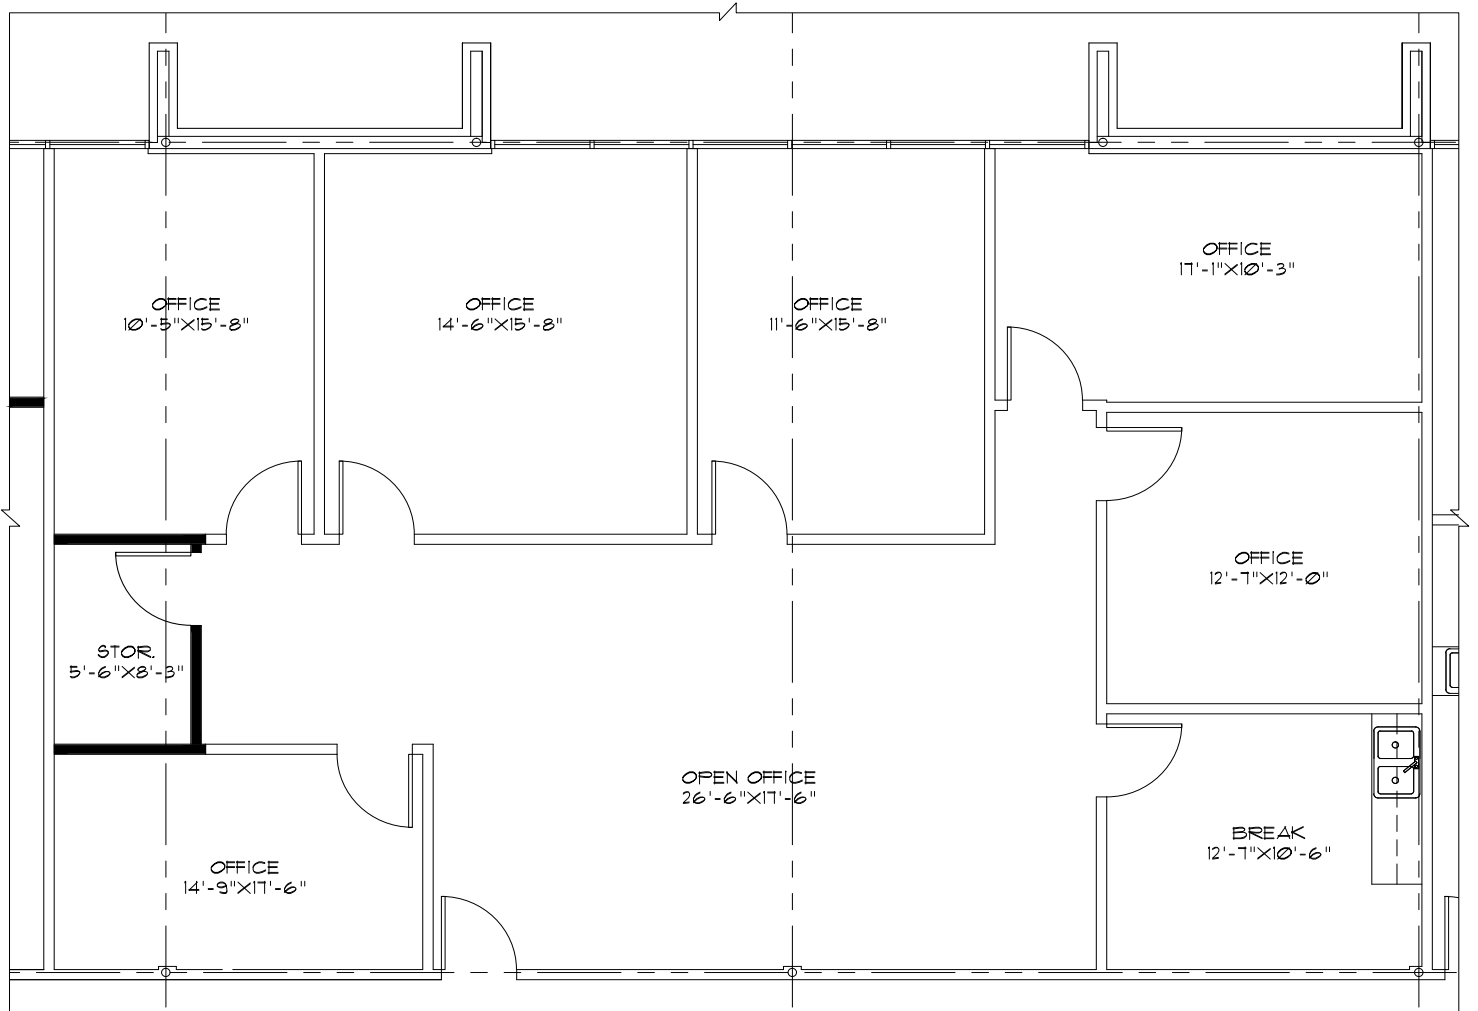 OFFICE
17'-1"X10'-3"
OFFICE
10'-5"X15'-8"
OFFICE
14'-6"X15'-8"
OFFICE
11'-6"X15'-8"
OFFICE
12'-7"X12'-0"
STOR.
5'-6"X8'-3"
OPEN OFFICE
26'-6"X17'-6"
BREAK
12'-7"X10'-6"
OFFICE
14'-9"X17'-6"